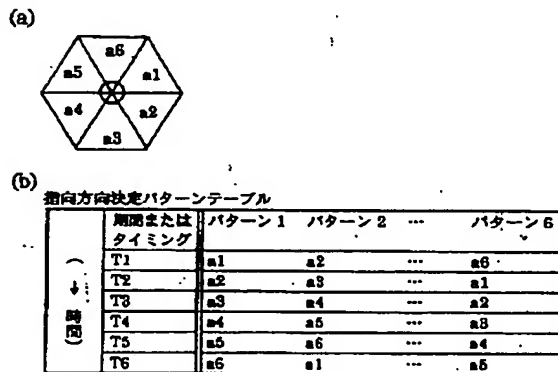 (a)
a6
a5 a1
a4 a2
a3
(b)
指向方向決定パターンテーブル
(→時間) 期間またはタイミング パターン1 パターン2 … パターン6
T1 a1 a2 … a6
T2 a2 a3 … a1
T3 a3 a4 … a2
T4 a4 a5 … a3
T5 a5 a6 … a4
T6 a6 a1 … a5